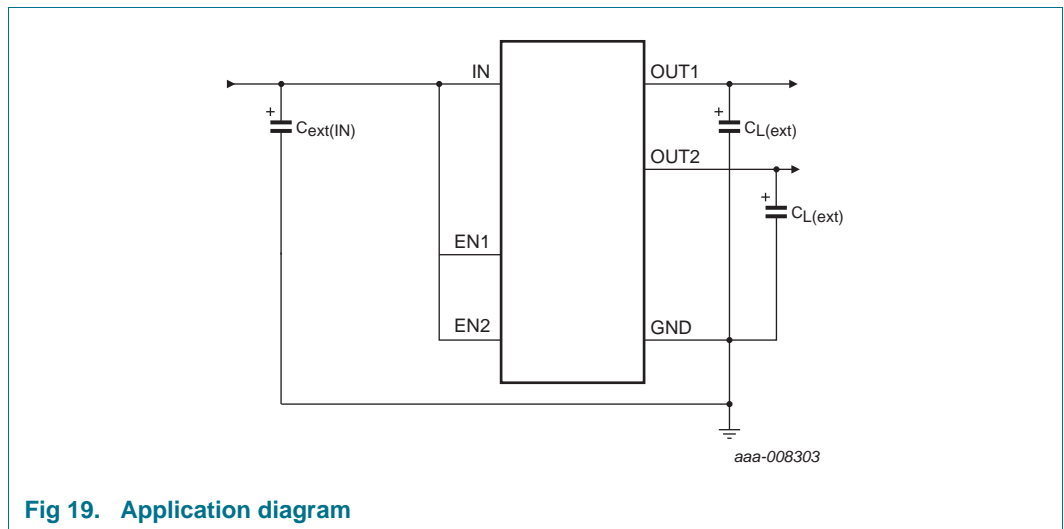 IN
OUT1
+
Cext(IN)
+
CL(ext)
OUT2
+
CL(ext)
EN1
EN2
GND
aaa-008303
Fig 19. Application diagram